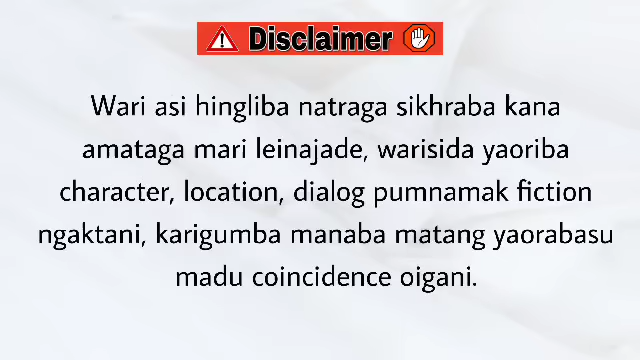 Disclaimer
Wari asi hingliba natraga sikhraba kana
amataga mari leinajade, warisida yaoriba
character, location, dialog pumnamak fiction
ngaktani, karigumba manaba matang yaorabasu
madu coincidence oigani.